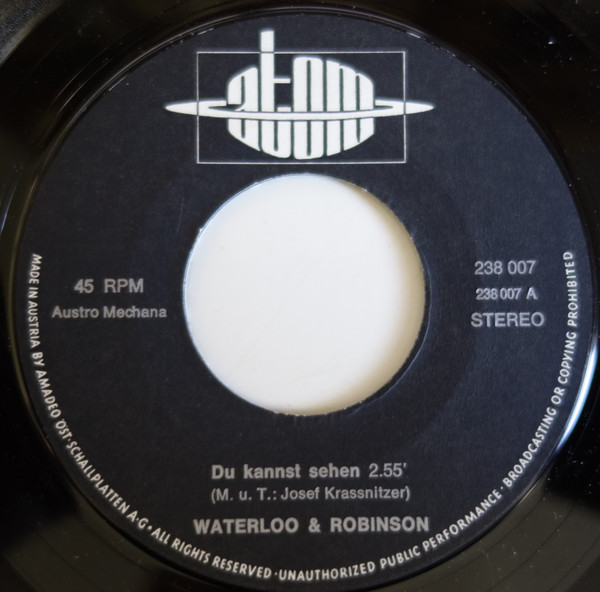 atom
45 RPM
Austro Mechana
238 007
238 007 A
STEREO
Du kannst sehen 2.55'
(M. u. T.: Josef Krassnitzer)
WATERLOO & ROBINSON
MADE IN AUSTRIA BY AMADEO ÖST·SCHALLPLATTEN A·G·ALL RIGHTS RESERVED·UNAUTHORIZED PUBLIC PERFORMANCE·BROADCASTING OR COPYING PROHIBITED